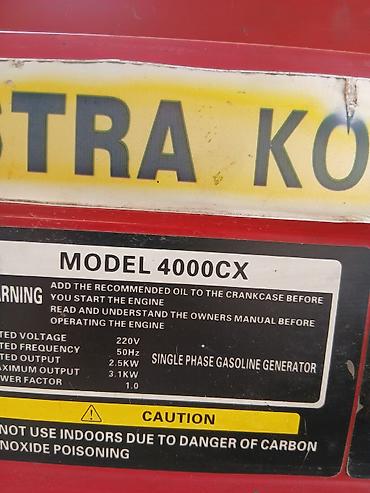 STRA KO
MODEL 4000CX
ARNING ADD THE RECOMMENDED OIL TO THE CRANKCASE BEFORE
YOU START THE ENGINE
READ AND UNDERSTAND THE OWNERS MANUAL BEFORE
OPERATING THE ENGINE
TED VOLTAGE 220V
TED FREQUENCY 50Hz
TED OUTPUT 2.5KW
AXIMUM OUTPUT 3.1KW
WER FACTOR 1.0
SINGLE PHASE GASOLINE GENERATOR
CAUTION
NOT USE INDOORS DUE TO DANGER OF CARBON
NOXIDE POISONING